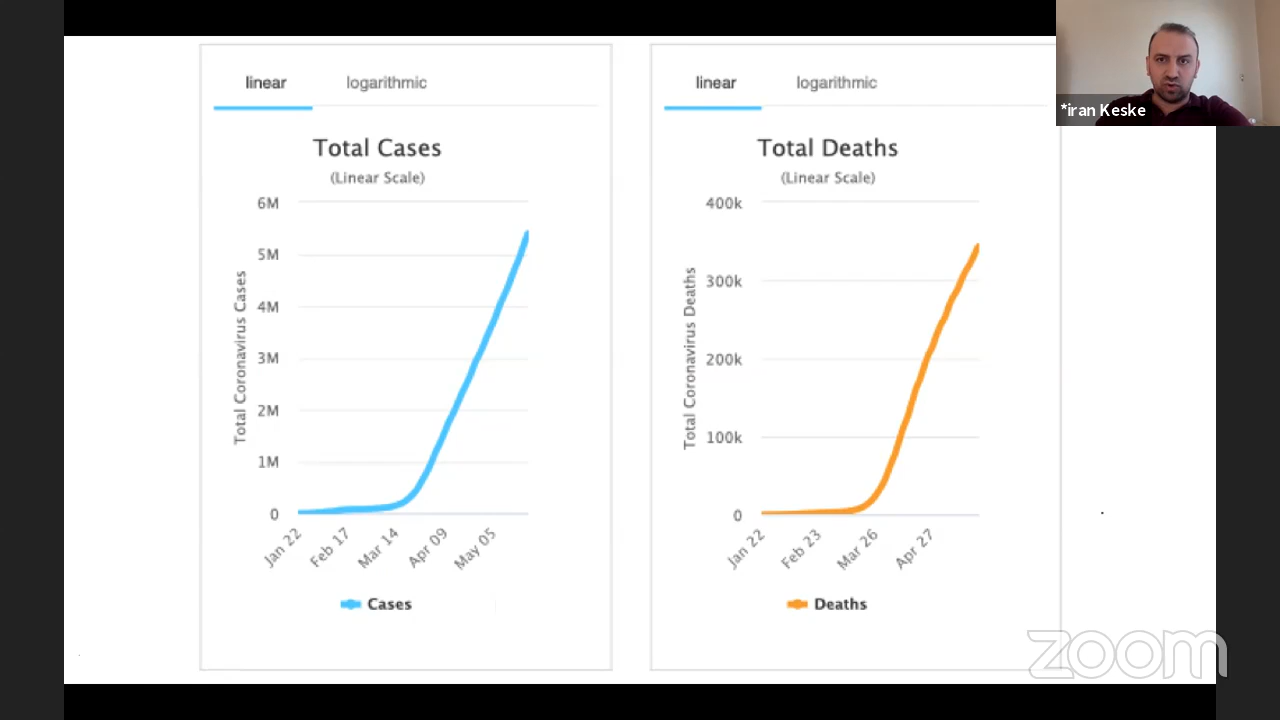 linear logarithmic
Total Cases
(Linear Scale)
Total Coronavirus Cases
6M
5M
4M
3M
2M
1M
0
Jan 22
Feb 17
Mar 14
Apr 09
May 05
Cases
linear logarithmic
Total Deaths
(Linear Scale)
Total Coronavirus Deaths
400k
300k
200k
100k
0
Jan 22
Feb 23
Mar 26
Apr 27
Deaths
*iran Keske
zoom